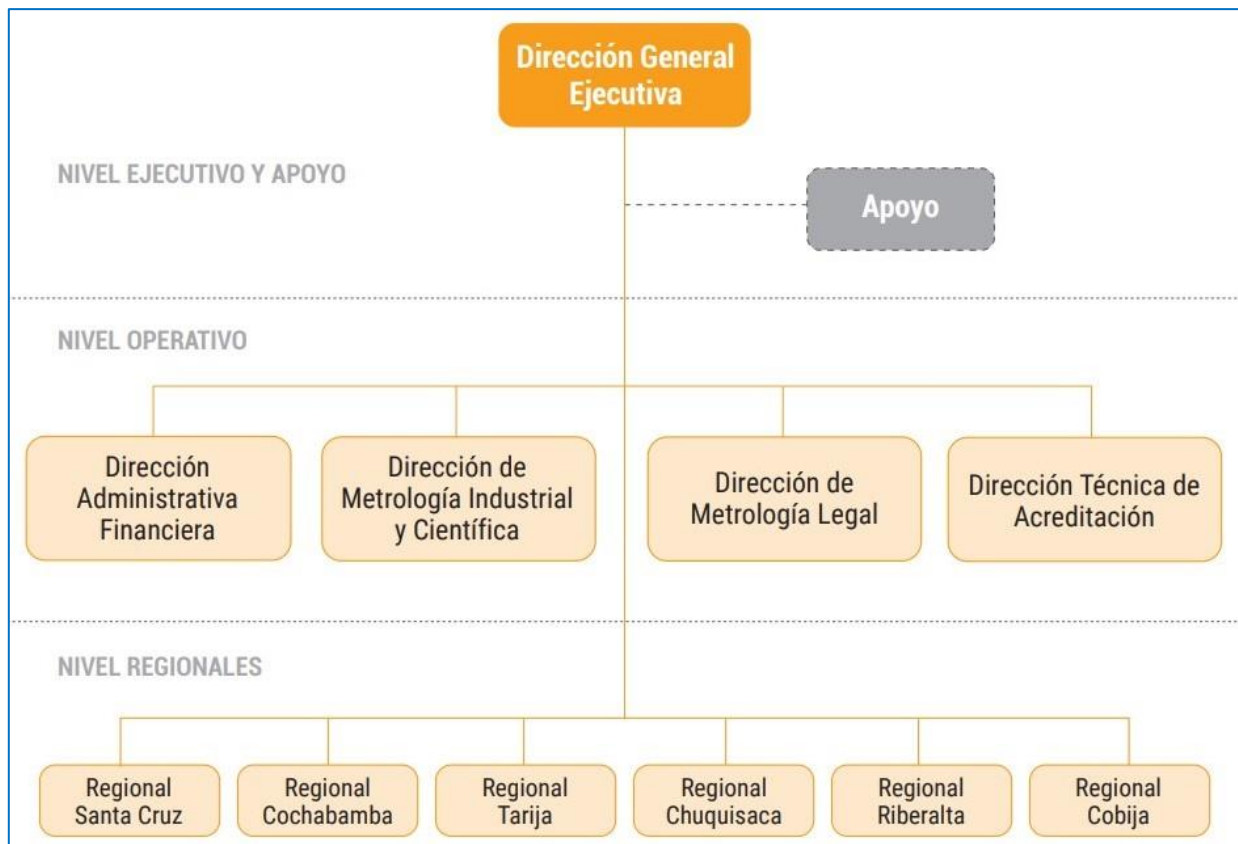 Dirección General
Ejecutiva
NIVEL EJECUTIVO Y APOYO
Apoyo
NIVEL OPERATIVO
Dirección
Administrativa
Financiera
Dirección de
Metrología Industrial
y Científica
Dirección de
Metrología Legal
Dirección Técnica de
Acreditación
NIVEL REGIONALES
Regional
Santa Cruz
Regional
Cochabamba
Regional
Tarija
Regional
Chuquisaca
Regional
Riberalta
Regional
Cobija